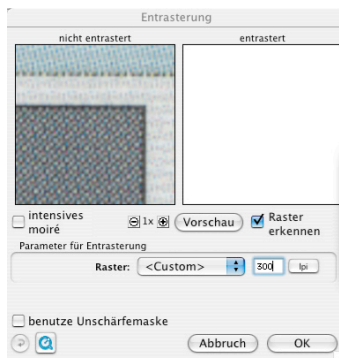 Entrasterung
nicht entrastert entrastert
intensives moiré 1x Vorschau Raster erkennen
Parameter für Entrasterung
Raster: <Custom> 300 lpi
benutze Unschärfemaske
? Abbruch OK